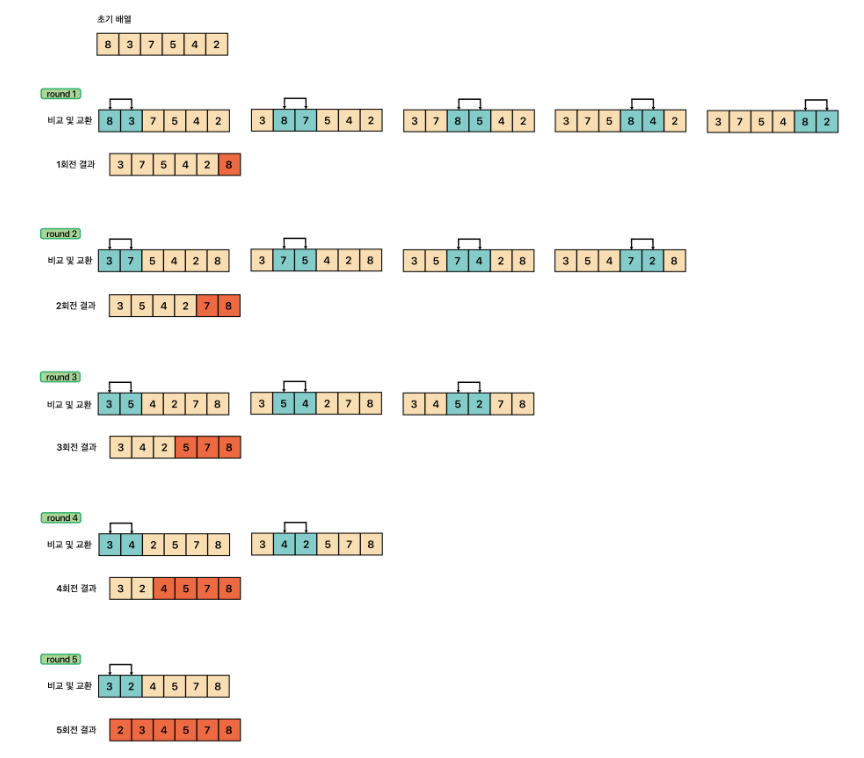 초기 배열
8 3 7 5 4 2
round 1
비교 및 교환 8 3 7 5 4 2 3 8 7 5 4 2 3 7 8 5 4 2 3 7 5 8 4 2 3 7 5 4 8 2
1회전 결과 3 7 5 4 2 8
round 2
비교 및 교환 3 7 5 4 2 8 3 7 5 4 2 8 3 5 7 4 2 8 3 5 4 7 2 8
2회전 결과 3 5 4 2 7 8
round 3
비교 및 교환 3 5 4 2 7 8 3 5 4 2 7 8 3 4 5 2 7 8
3회전 결과 3 4 2 5 7 8
round 4
비교 및 교환 3 4 2 5 7 8 3 4 2 5 7 8
4회전 결과 3 2 4 5 7 8
round 5
비교 및 교환 3 2 4 5 7 8
5회전 결과 2 3 4 5 7 8